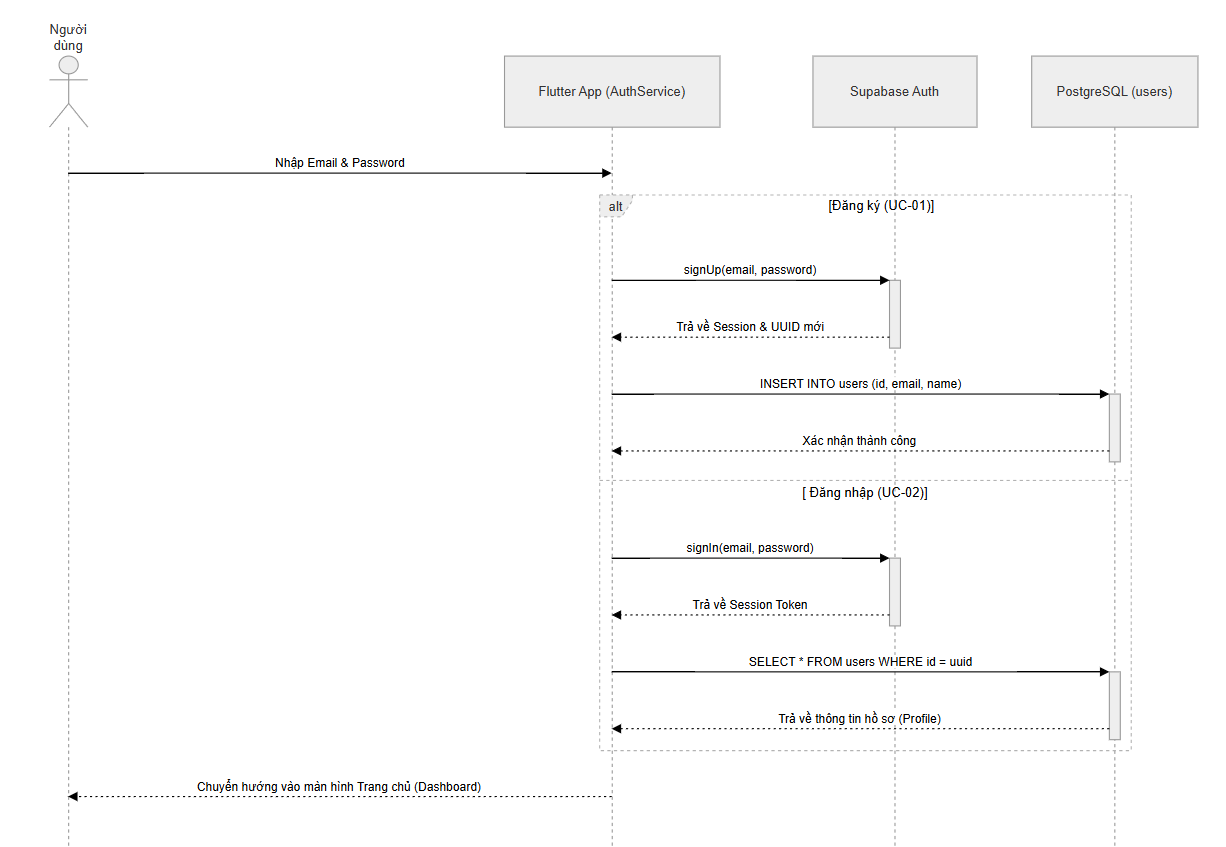 Người
dùng
Flutter App (AuthService)
Supabase Auth
PostgreSQL (users)
Nhập Email & Password
alt
[Đăng ký (UC-01)]
signUp(email, password)
Trả về Session & UUID mới
INSERT INTO users (id, email, name)
Xác nhận thành công
[ Đăng nhập (UC-02)]
signIn(email, password)
Trả về Session Token
SELECT * FROM users WHERE id = uuid
Trả về thông tin hồ sơ (Profile)
Chuyển hướng vào màn hình Trang chủ (Dashboard)